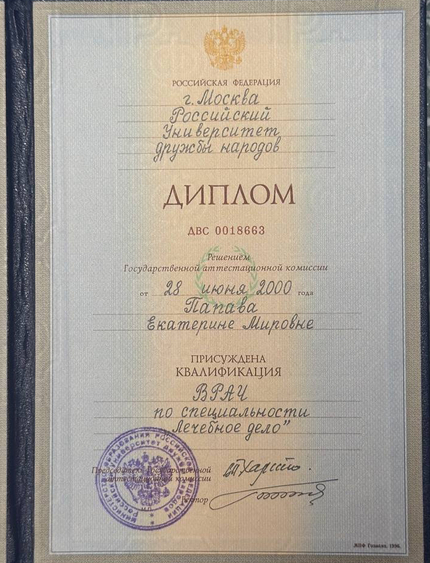 РОССИЙСКАЯ ФЕДЕРАЦИЯ
г. Москва
Российский
Университет
дружбы народов
ДИПЛОМ
ДВС 0018663
Решением
Государственной аттестационной комиссии
от 28 июня 2000 года
Папава
Екатерине Мировне
ПРИСУЖДЕНА
КВАЛИФИКАЦИЯ
ВРАЧ
по специальности
Лечебное дело"
Председатель Государственной
аттестационной комиссии
Ректор